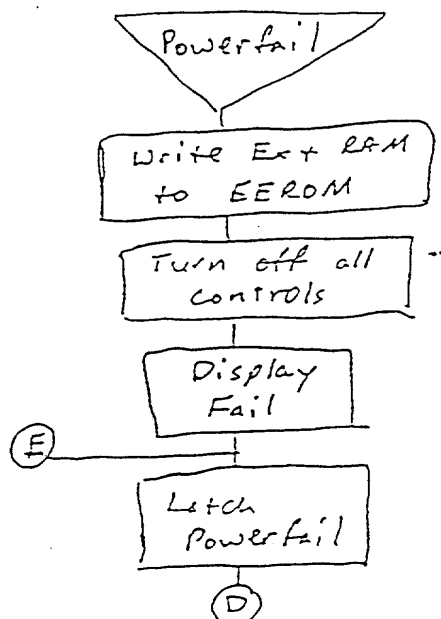 Powerfail
Write Ext RAM
to EEROM
Turn off all
controls
Display
Fail
E
Latch
Powerfail
D